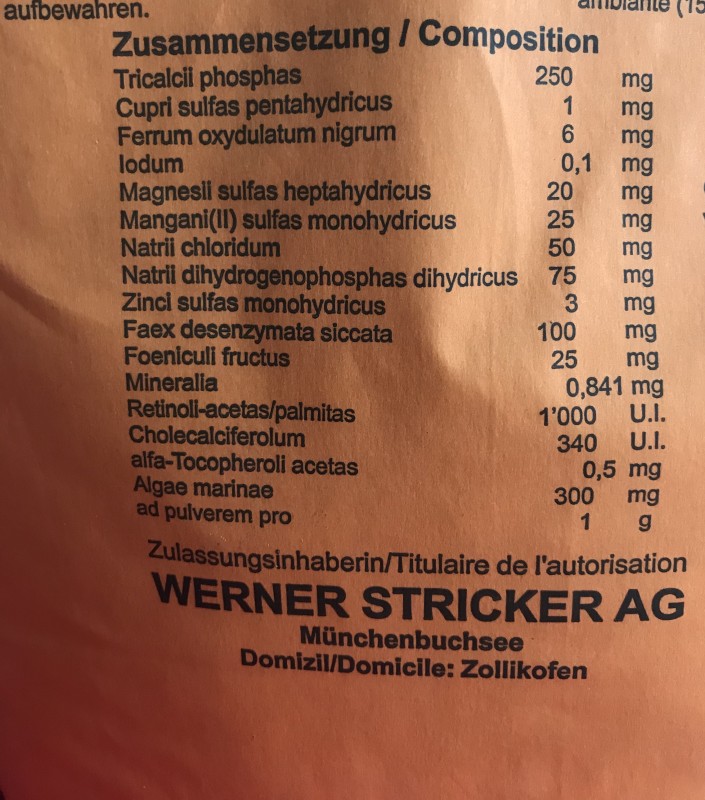 aufbewahren.
ambiante (15
Zusammensetzung / Composition
Tricalcii phosphas 250 mg
Cupri sulfas pentahydricus 1 mg
Ferrum oxydulatum nigrum 6 mg
Iodum 0,1 mg
Magnesii sulfas heptahydricus 20 mg
Mangani(II) sulfas monohydricus 25 mg
Natrii chloridum 50 mg
Natrii dihydrogenophosphas dihydricus 75 mg
Zinci sulfas monohydricus 3 mg
Faex desenzymata siccata 100 mg
Foeniculi fructus 25 mg
Mineralia 0,841 mg
Retinoli-acetas/palmitas 1'000 U.I.
Cholecalciferolum 340 U.I.
alfa-Tocopheroli acetas 0,5 mg
Algae marinae 300 mg
ad pulverem pro 1 g
Zulassungsinhaberin/Titulaire de l'autorisation
WERNER STRICKER AG
Münchenbuchsee
Domizil/Domicile: Zollikofen